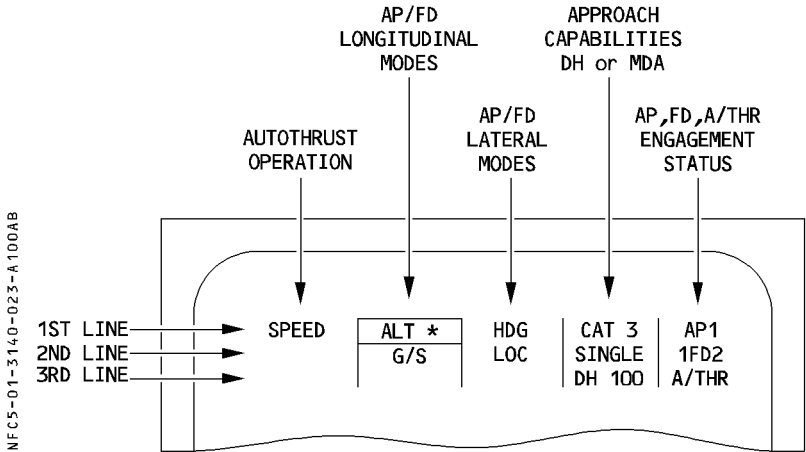 AP/FD
LONGITUDINAL
MODES
APPROACH
CAPABILITIES
DH or MDA
AUTOTHRUST
OPERATION
AP/FD
LATERAL
MODES
AP,FD,A/THR
ENGAGEMENT
STATUS
1ST LINE
2ND LINE
3RD LINE
SPEED
ALT *
G/S
HDG
LOC
CAT 3
SINGLE
DH 100
AP1
1FD2
A/THR
NFC5-01-3140-023-A100AB